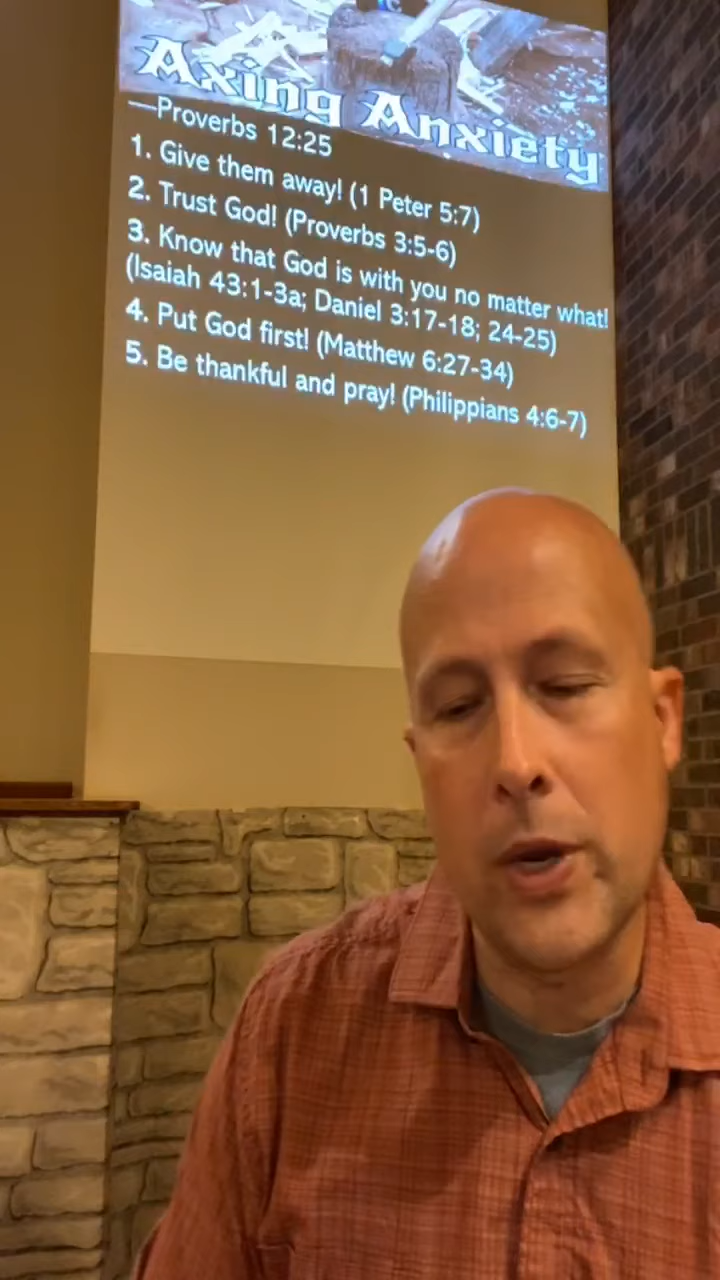 Axing Anxiety
—Proverbs 12:25
1. Give them away! (1 Peter 5:7)
2. Trust God! (Proverbs 3:5-6)
3. Know that God is with you no matter what!
(Isaiah 43:1-3a; Daniel 3:17-18; 24-25)
4. Put God first! (Matthew 6:27-34)
5. Be thankful and pray! (Philippians 4:6-7)